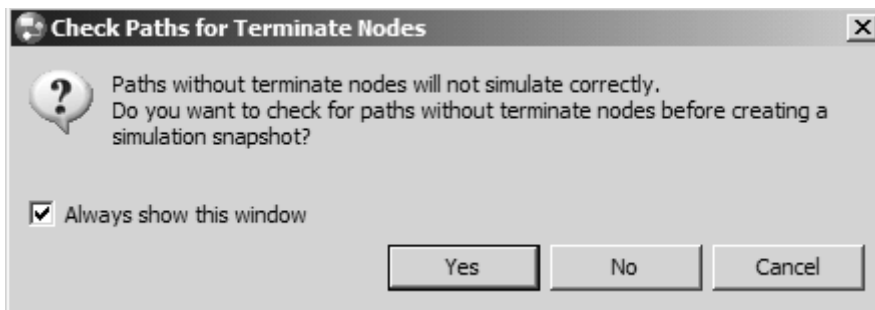 Check Paths for Terminate Nodes
Paths without terminate nodes will not simulate correctly.
Do you want to check for paths without terminate nodes before creating a
simulation snapshot?
Always show this window
Yes No Cancel